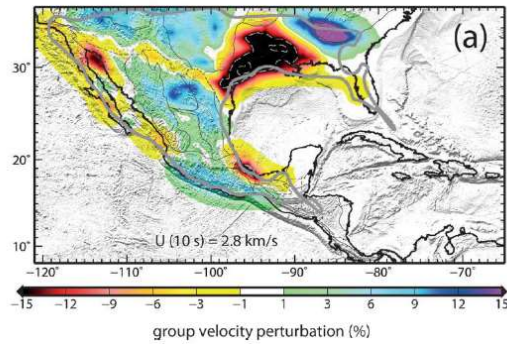 (a)
30°
20°
10°
U (10 s) = 2.8 km/s
-120° -110° -100° -90° -80° -70°
-15 -12 -9 -6 -3 -1 1 3 6 9 12 15
group velocity perturbation (%)